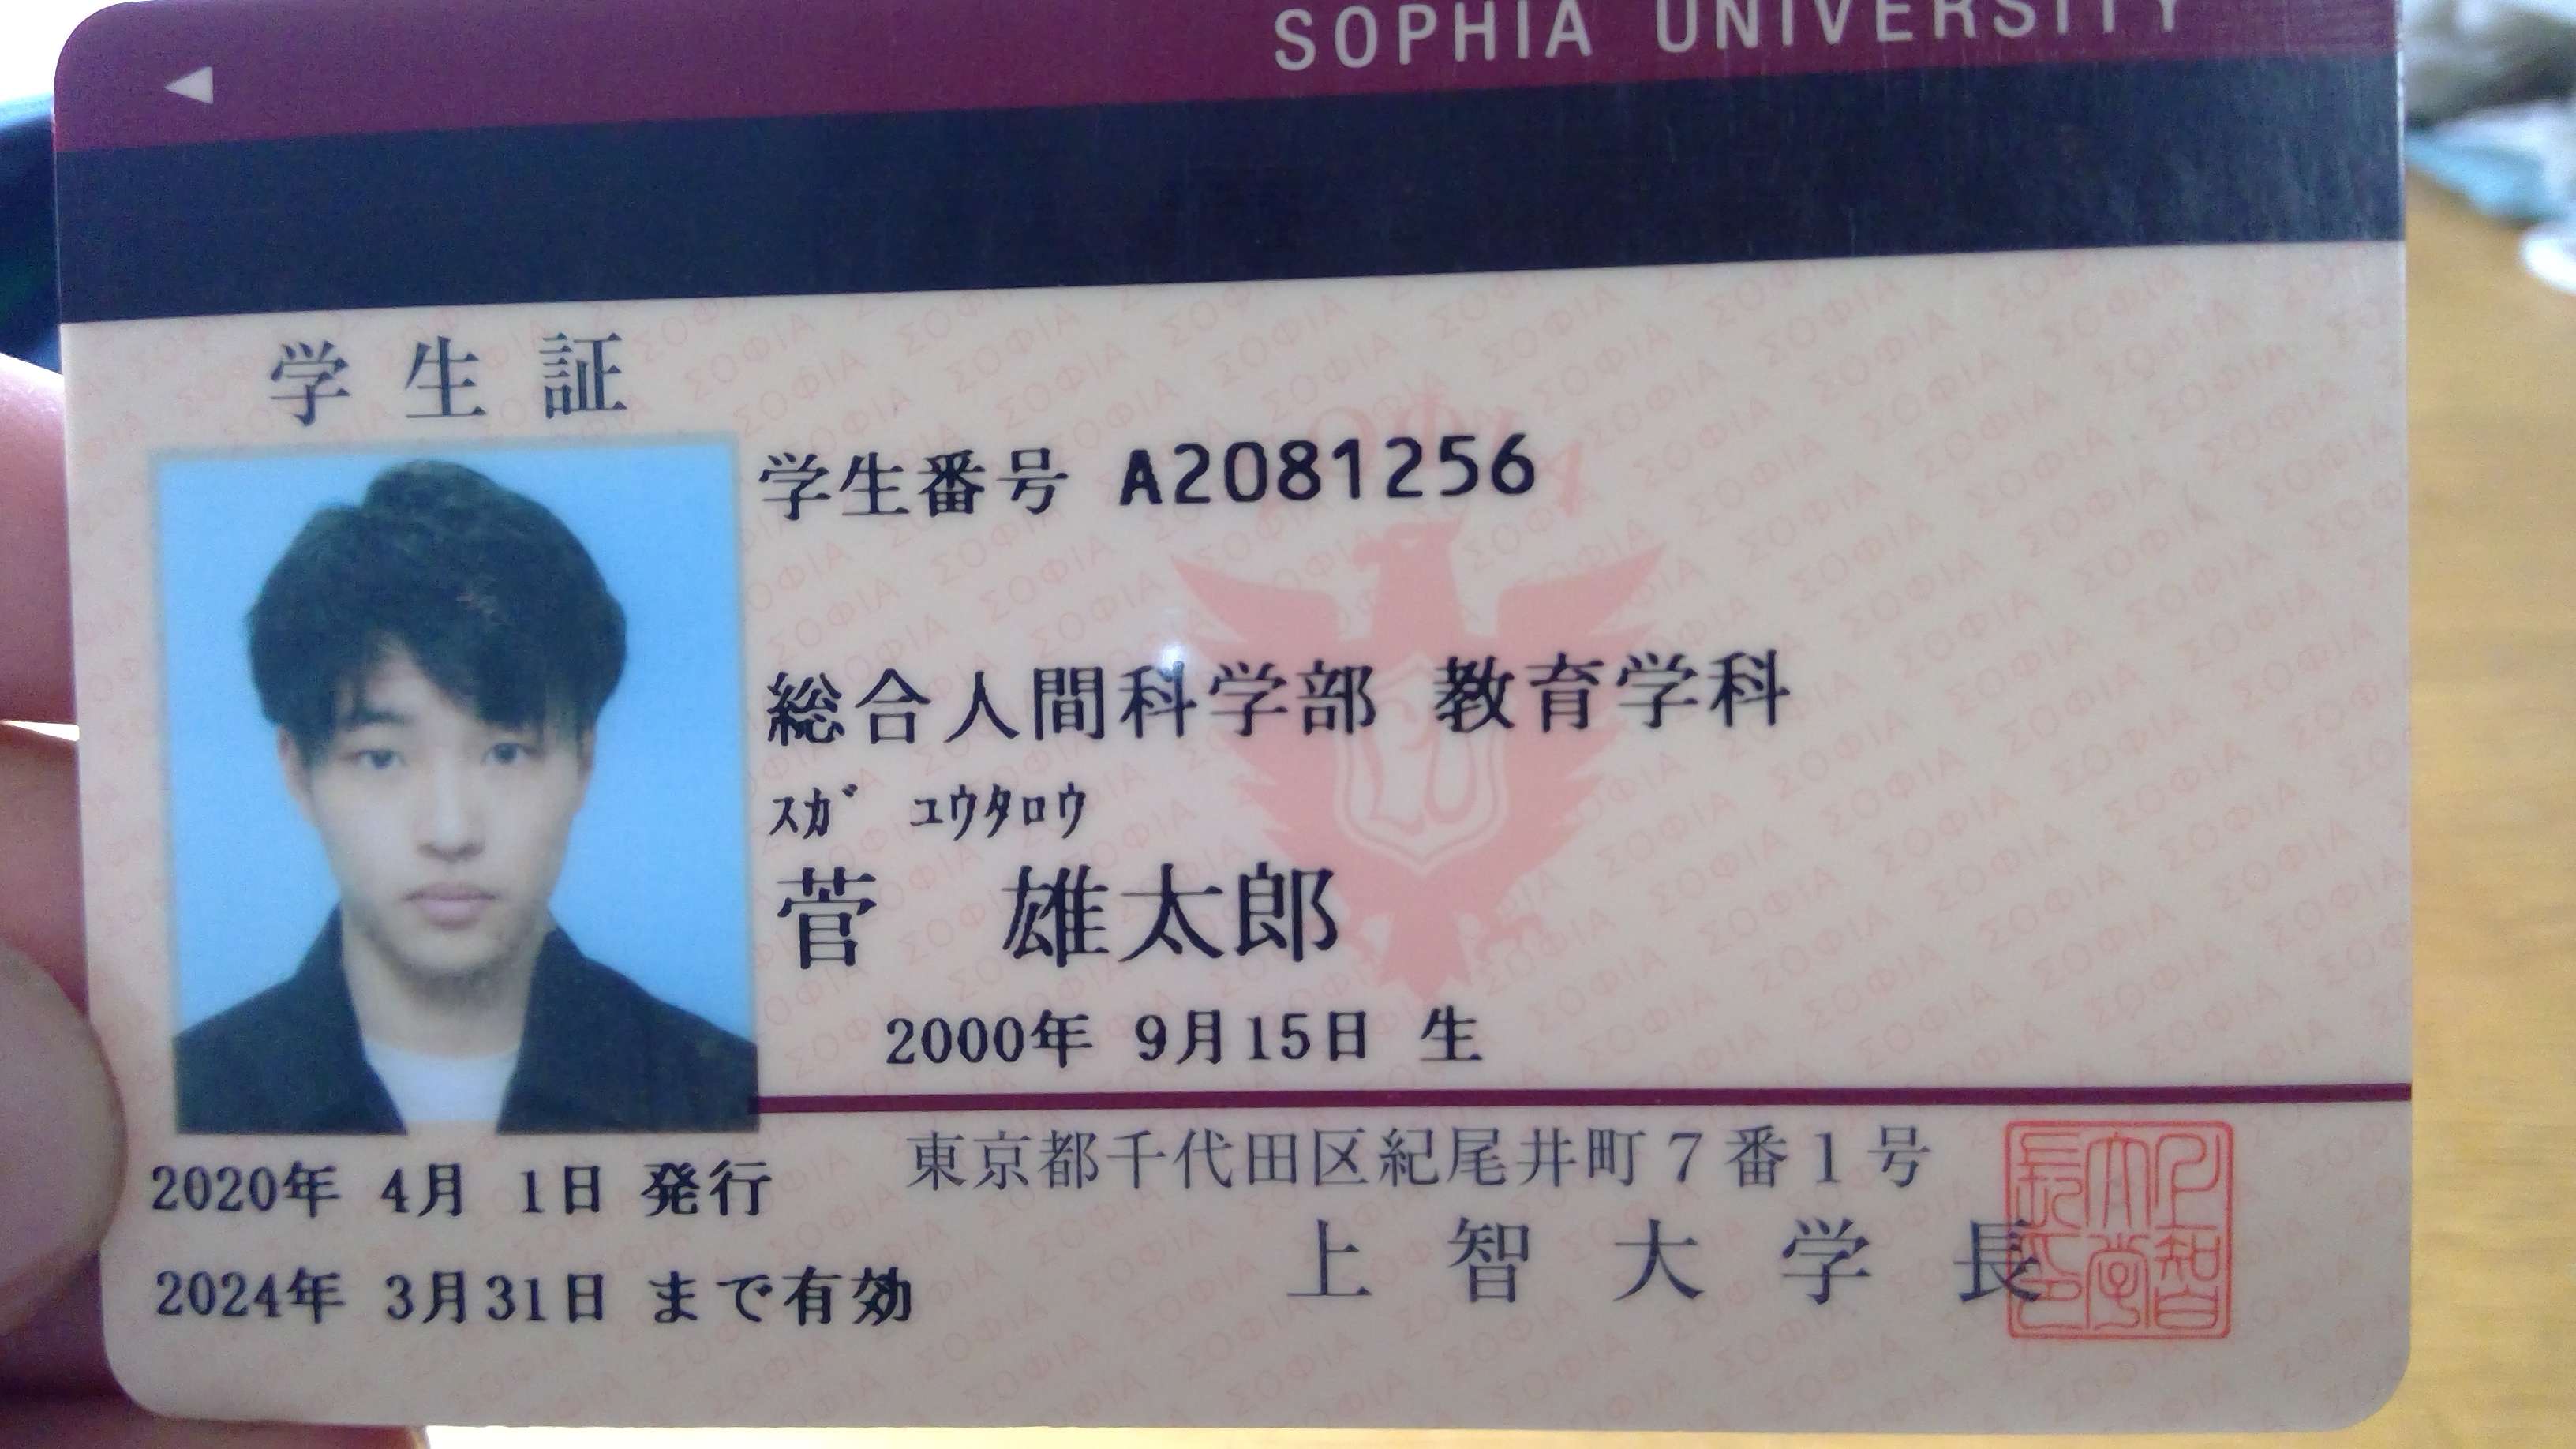 SOPHIA UNIVERSITY
学生証
学生番号 A2081256
総合人間科学部 教育学科
ｽｶﾞ ﾕｳﾀﾛｳ
菅 雄太郎
2000年 9月15日 生
2020年 4月 1日 発行
2024年 3月31日 まで有効
東京都千代田区紀尾井町7番1号
上智大学長
上智大学長印
ΣΟΦΙΑ